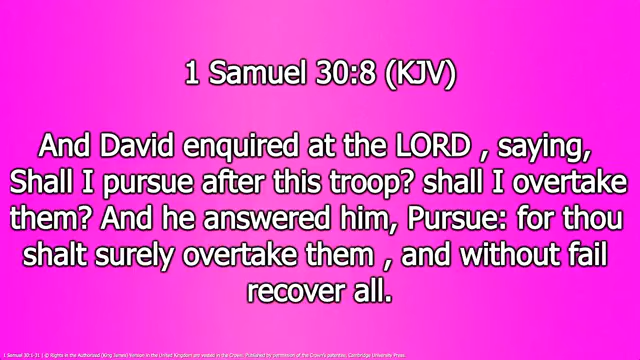 1 Samuel 30:8 (KJV)
And David enquired at the LORD , saying,
Shall I pursue after this troop? shall I overtake
them? And he answered him, Pursue: for thou
shalt surely overtake them , and without fail
recover all.
1 Samuel 30:1-31 | © Rights in the Authorized (King James) Version in the United Kingdom are vested in the Crown. Published by permission of the Crown's patentee, Cambridge University Press